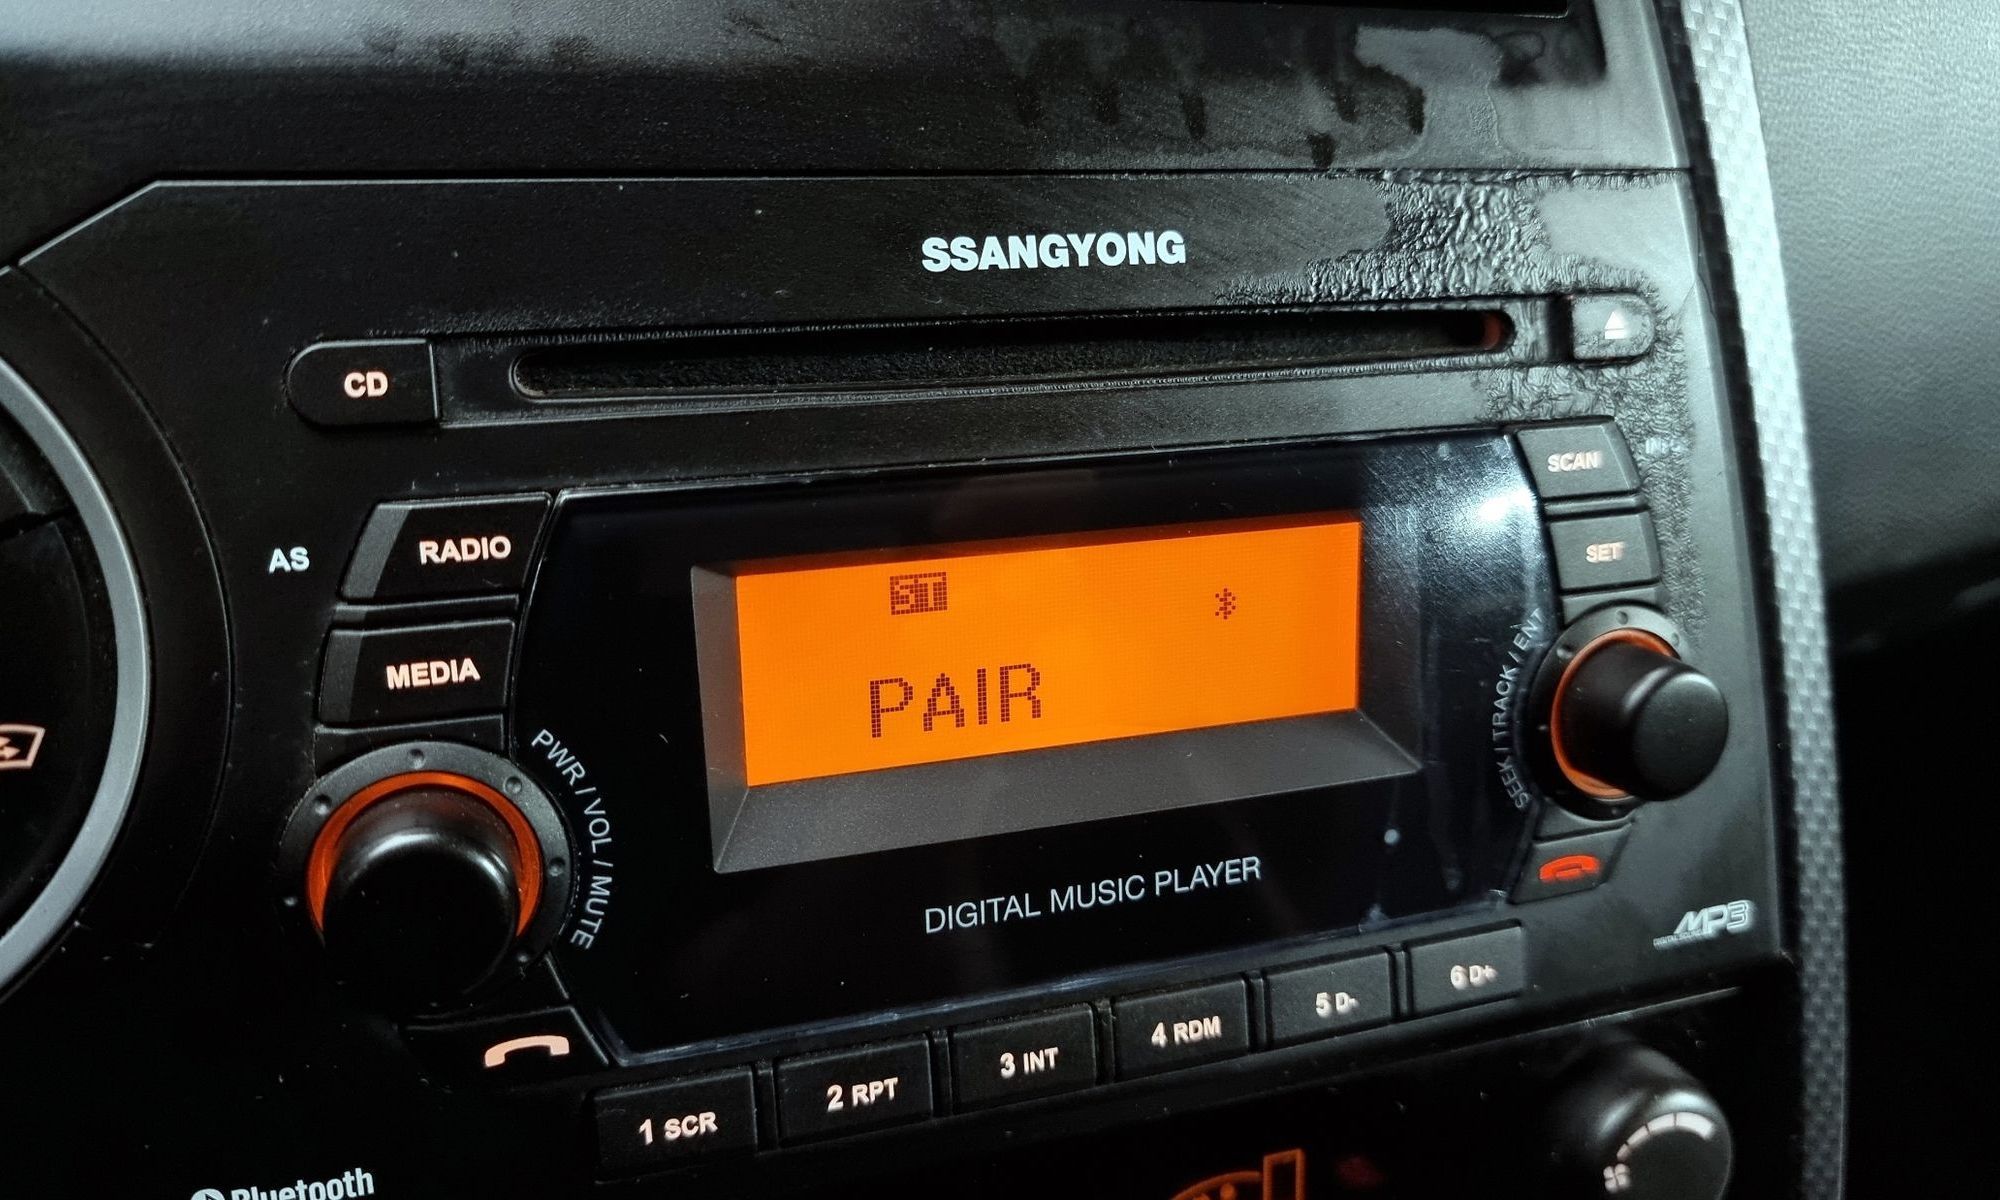 SSANGYONG
CD
SCAN
AS
RADIO
SET
ST
MEDIA
PAIR
PWR / VOL / MUTE
SEEK / TRACK / ENT
DIGITAL MUSIC PLAYER
MP3
1 SCR
2 RPT
3 INT
4 RDM
5 D-
6 D+
Bluetooth